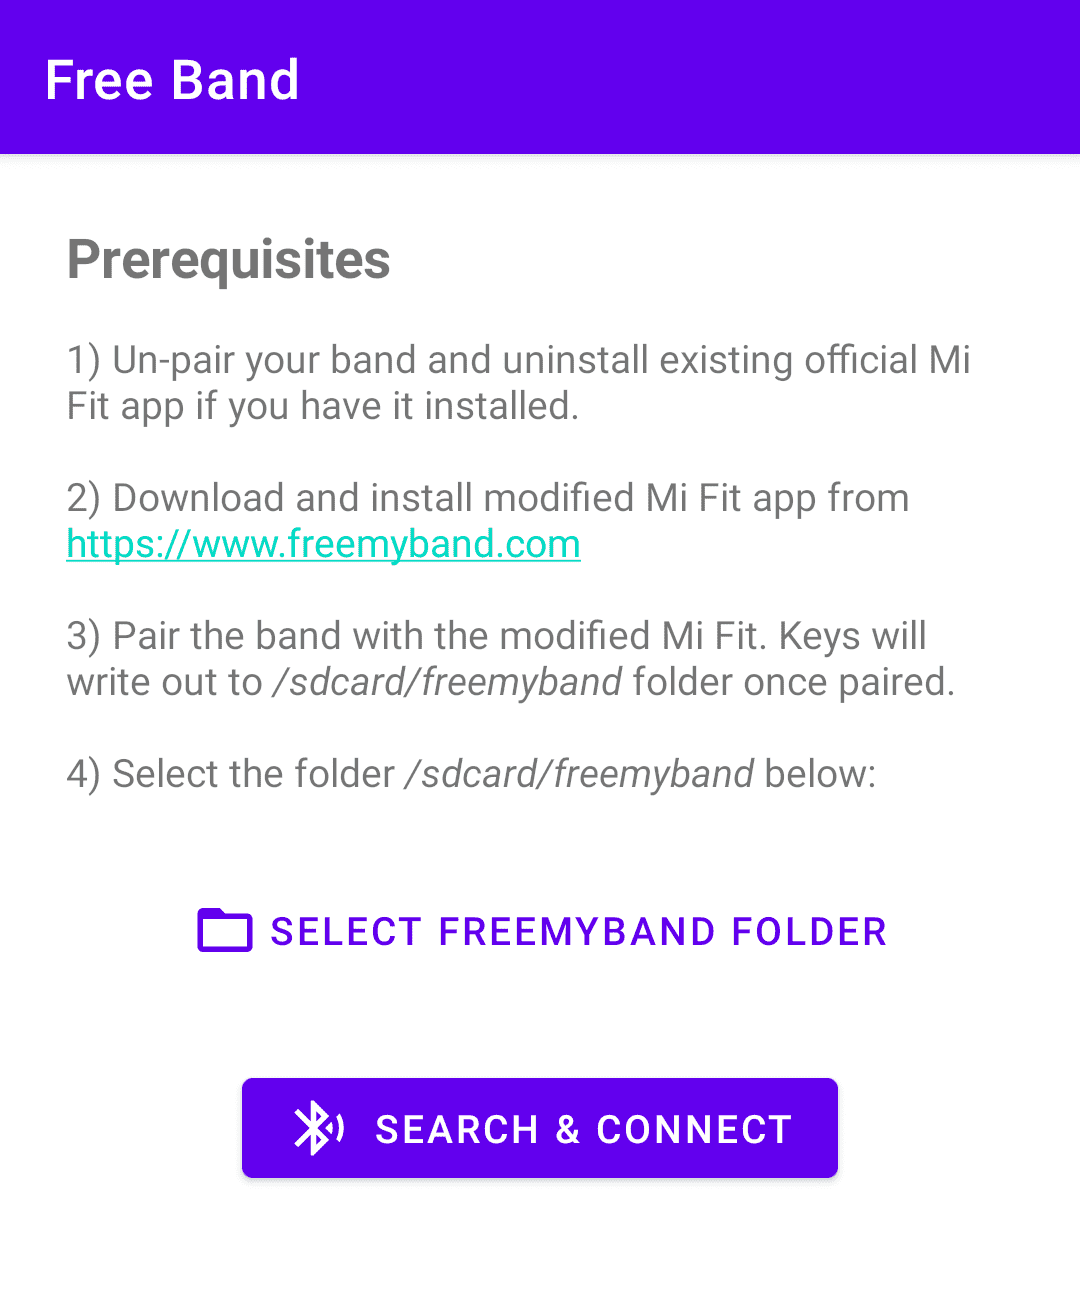 Free Band
Prerequisites
1) Un-pair your band and uninstall existing official Mi
Fit app if you have it installed.
2) Download and install modified Mi Fit app from
https://www.freemyband.com
3) Pair the band with the modified Mi Fit. Keys will
write out to /sdcard/freemyband folder once paired.
4) Select the folder /sdcard/freemyband below:
SELECT FREEMYBAND FOLDER
SEARCH & CONNECT